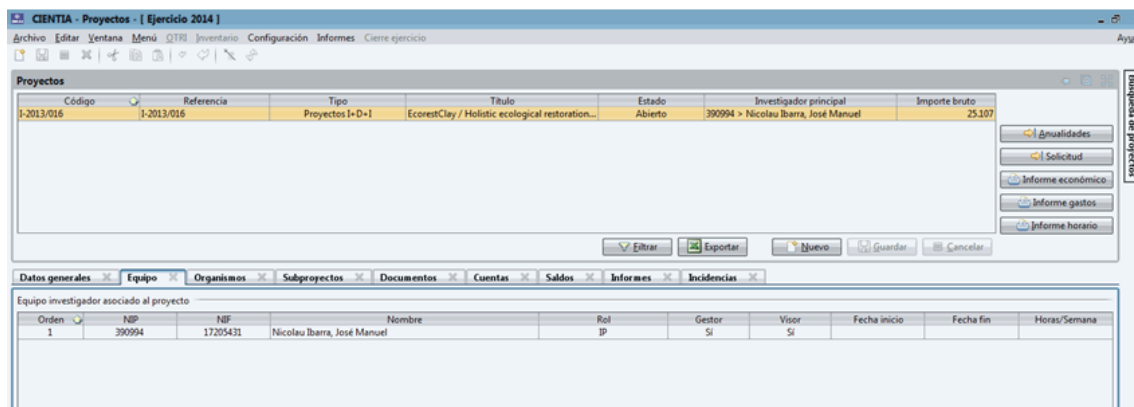 CIENTIA - Proyectos - [ Ejercicio 2014 ]
Archivo Editar Ventana Menú OTRI Inventario Configuración Informes Cierre ejercicio
Proyectos
Código Referencia Tipo Título Estado Investigador principal Importe bruto
I-2013/016 I-2013/016 Proyectos I+D+I EcorestClay / Holistic ecological restoration... Abierto 390994 > Nicolau Ibarra, José Manuel 25.107
Anualidades
Solicitud
Informe económico
Informe gastos
Informe horario
Filtrar Exportar Nuevo Guardar Cancelar
Búsqueda de proyectos
Datos generales Equipo Organismos Subproyectos Documentos Cuentas Saldos Informes Incidencias
Equipo investigador asociado al proyecto
Orden NIP NIF Nombre Rol Gestor Visor Fecha inicio Fecha fin Horas/Semana
1 390994 17205431 Nicolau Ibarra, José Manuel IP Sí Sí